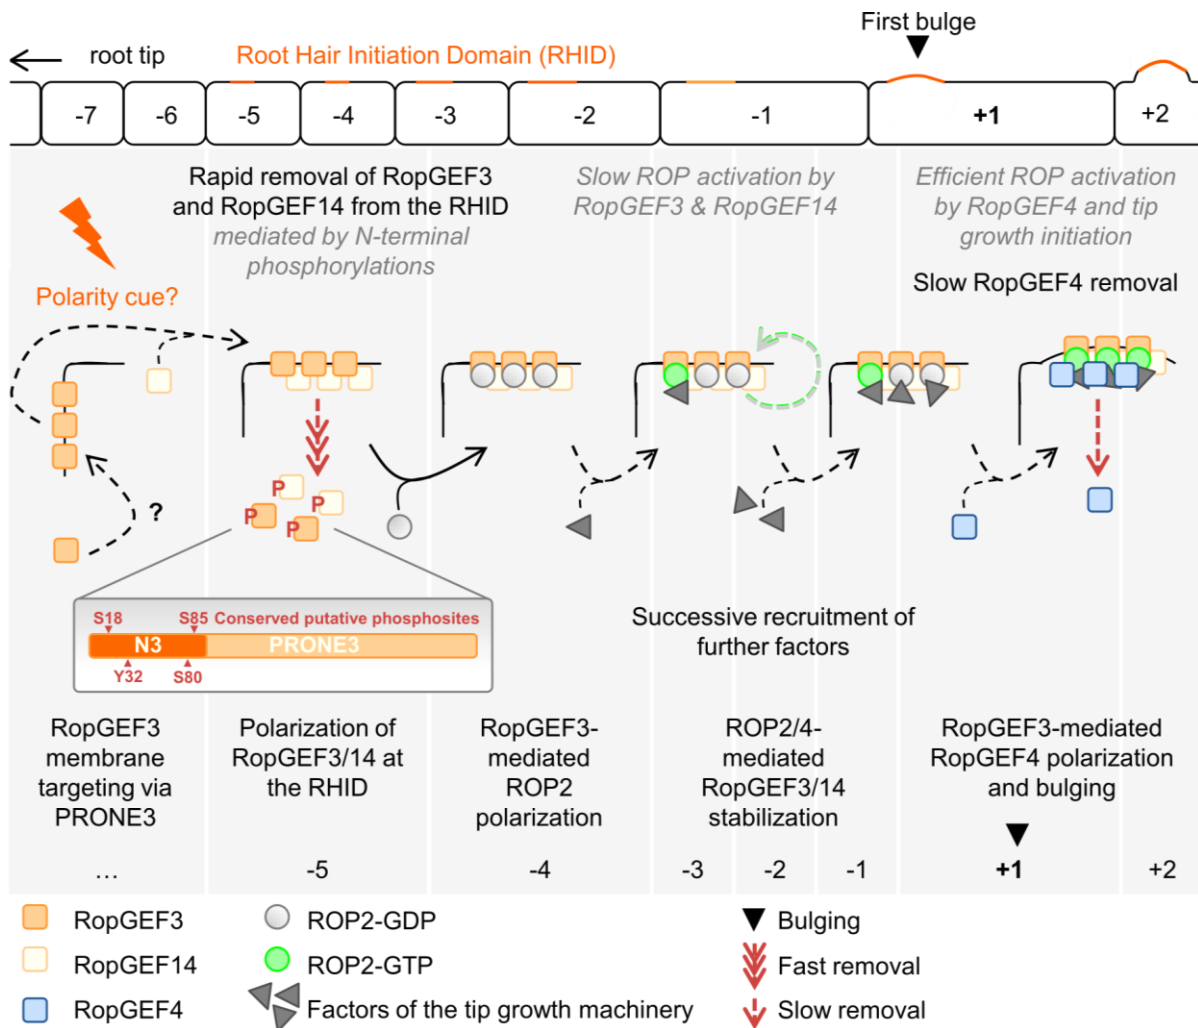 First bulge
root tip
Root Hair Initiation Domain (RHID)
-7 -6 -5 -4 -3 -2 -1 +1 +2
Rapid removal of RopGEF3
and RopGEF14 from the RHID
mediated by N-terminal
phosphorylations
Slow ROP activation by
RopGEF3 & RopGEF14
Efficient ROP activation
by RopGEF4 and tip
growth initiation
Slow RopGEF4 removal
Polarity cue?
?
P
P
P
P
S18 S85 Conserved putative phosphosites
N3 PRONE3
Y32 S80
Successive recruitment of
further factors
RopGEF3
membrane
targeting via
PRONE3
Polarization of
RopGEF3/14 at
the RHID
RopGEF3-
mediated
ROP2
polarization
ROP2/4-
mediated
RopGEF3/14
stabilization
RopGEF3-mediated
RopGEF4 polarization
and bulging
... -5 -4 -3 -2 -1 +1 +2
RopGEF3
RopGEF14
RopGEF4
ROP2-GDP
ROP2-GTP
Factors of the tip growth machinery
Bulging
Fast removal
Slow removal